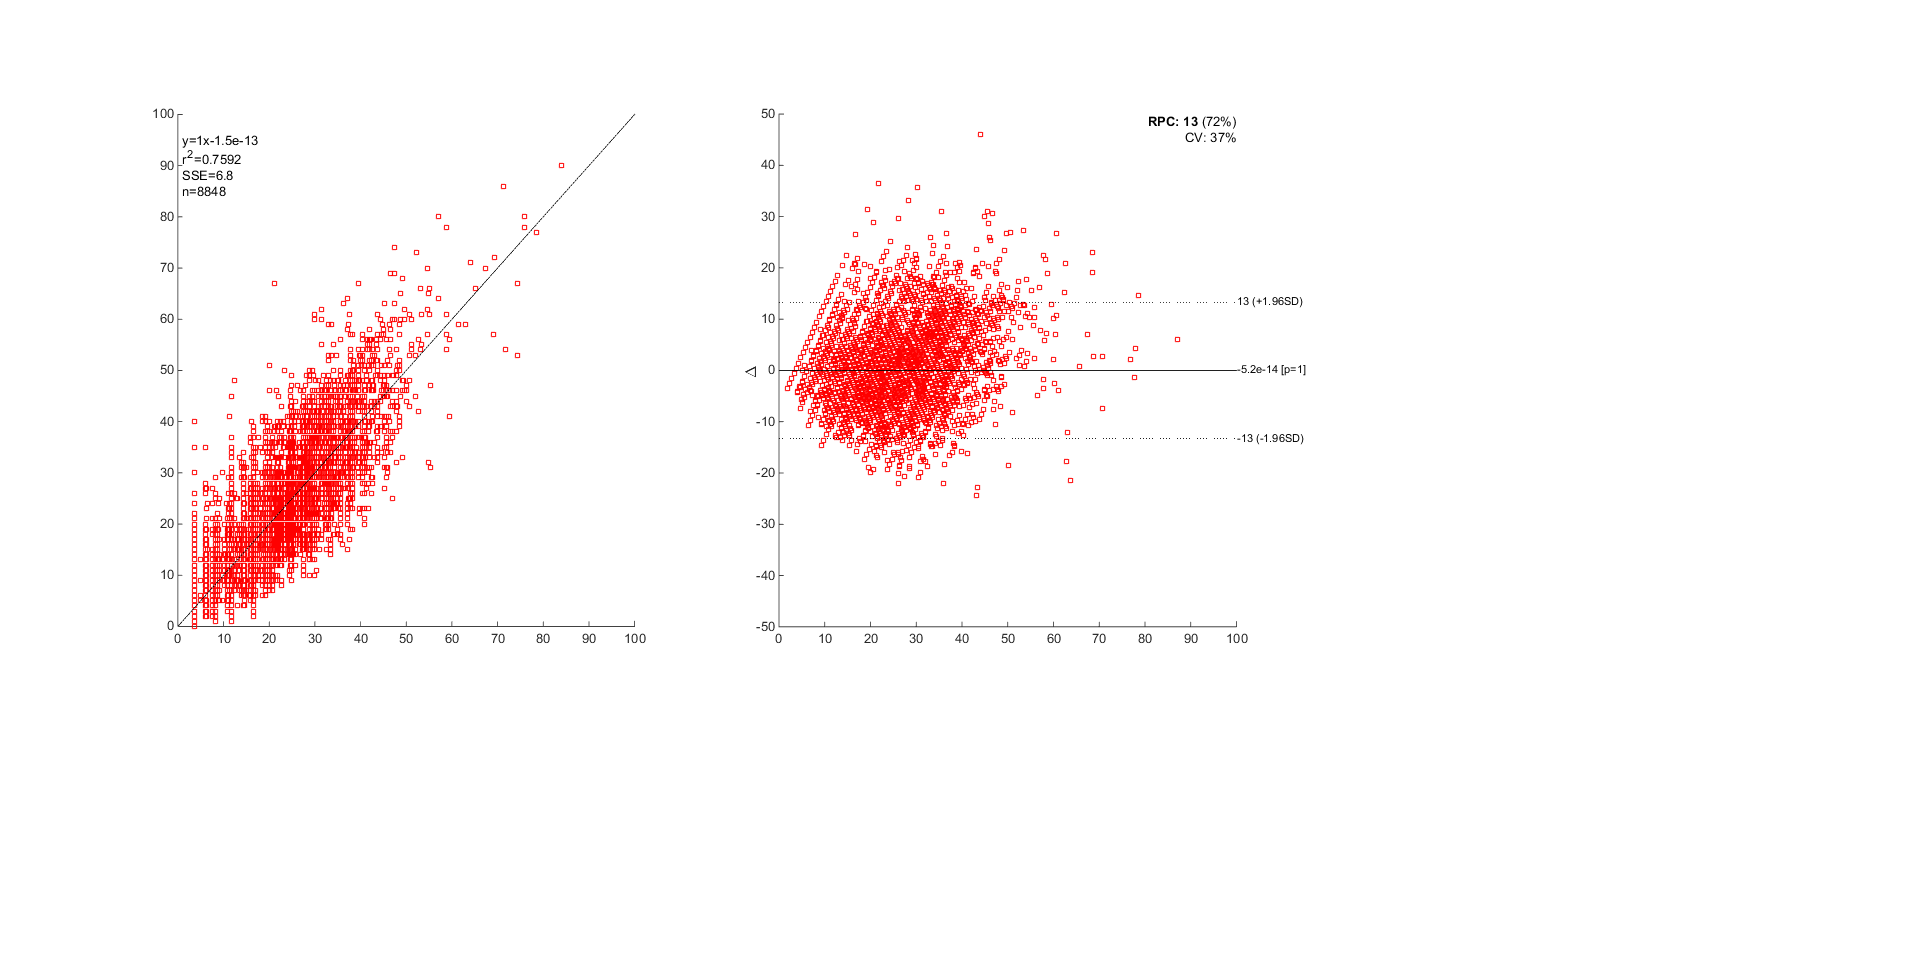 y=1x-1.5e-13
r2=0.7592
SSE=6.8
n=8848
100
90
80
70
60
50
40
30
20
10
0
0 10 20 30 40 50 60 70 80 90 100
RPC: 13 (72%)
CV: 37%
50
40
30
20
10
0
-10
-20
-30
-40
-50
Δ
13 (+1.96SD)
-5.2e-14 [p=1]
-13 (-1.96SD)
0 10 20 30 40 50 60 70 80 90 100